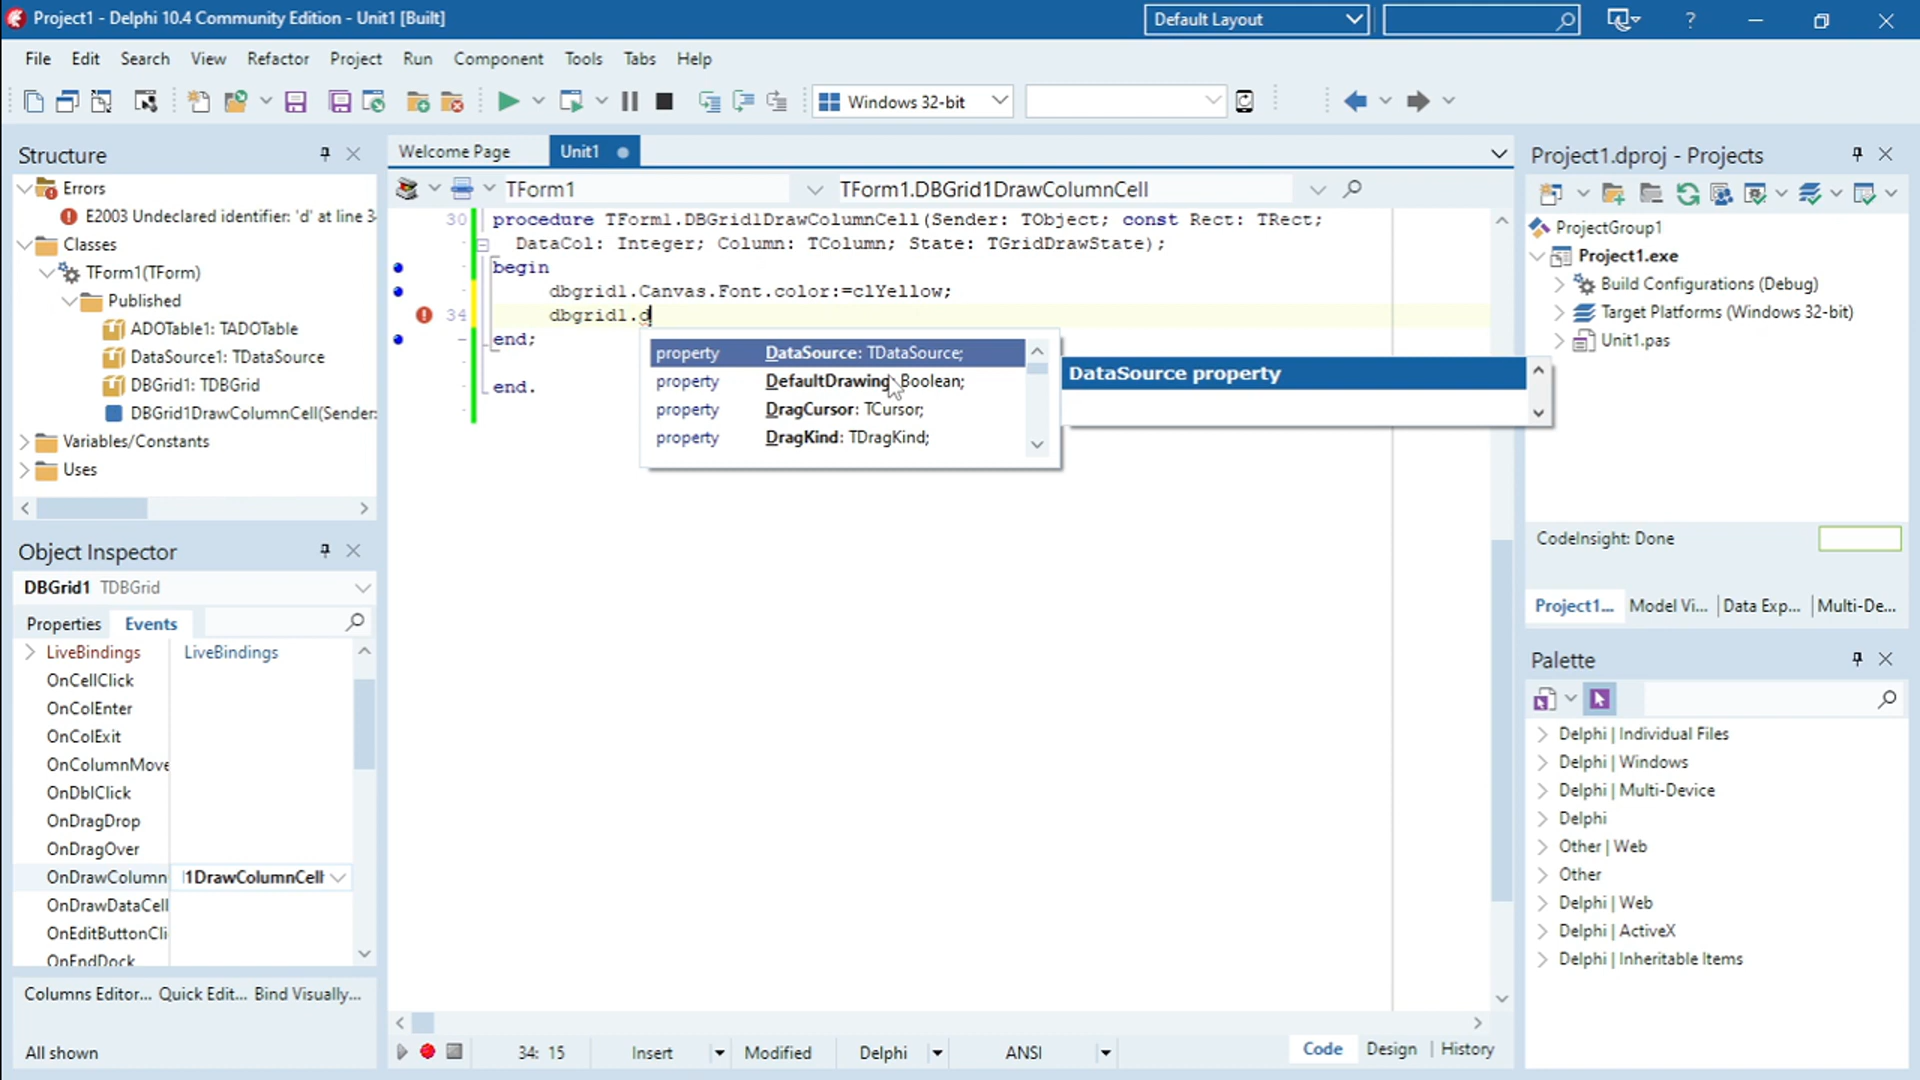 Project1 - Delphi 10.4 Community Edition - Unit1 [Built]
Default Layout
?
File Edit Search View Refactor Project Run Component Tools Tabs Help
Windows 32-bit
Structure
Errors
E2003 Undeclared identifier: 'd' at line 3
Classes
TForm1(TForm)
Published
ADOTable1: TADOTable
DataSource1: TDataSource
DBGrid1: TDBGrid
DBGrid1DrawColumnCell(Sender:
Variables/Constants
Uses
Object Inspector
DBGrid1 TDBGrid
Properties Events
LiveBindings LiveBindings
OnCellClick
OnColEnter
OnColExit
OnColumnMove
OnDblClick
OnDragDrop
OnDragOver
OnDrawColumn 1DrawColumnCell
OnDrawDataCell
OnEditButtonCli
OnEndDock
Columns Editor... Quick Edit... Bind Visually...
All shown
Welcome Page Unit1
TForm1 TForm1.DBGrid1DrawColumnCell
30 procedure TForm1.DBGrid1DrawColumnCell(Sender: TObject; const Rect: TRect;
DataCol: Integer; Column: TColumn; State: TGridDrawState);
begin
dbgrid1.Canvas.Font.color:=clYellow;
34 dbgrid1.d
end;
end.
property DataSource: TDataSource;
property DefaultDrawing: Boolean;
property DragCursor: TCursor;
property DragKind: TDragKind;
DataSource property
34: 15 Insert Modified Delphi ANSI Code Design History
Project1.dproj - Projects
ProjectGroup1
Project1.exe
Build Configurations (Debug)
Target Platforms (Windows 32-bit)
Unit1.pas
CodeInsight: Done
Project1... Model Vi... Data Exp... Multi-De...
Palette
Delphi | Individual Files
Delphi | Windows
Delphi | Multi-Device
Delphi
Other | Web
Other
Delphi | Web
Delphi | ActiveX
Delphi | Inheritable Items